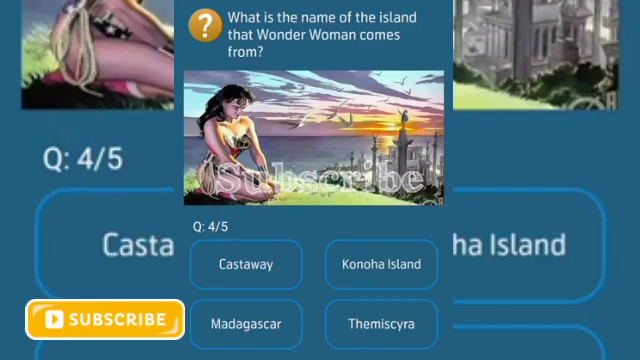 ?
What is the name of the island
that Wonder Woman comes
from?
Subscribe
Q: 4/5
Q: 4/5
Casta
Castaway
Konoha Island
ha Island
SUBSCRIBE
Madagascar
Themiscyra